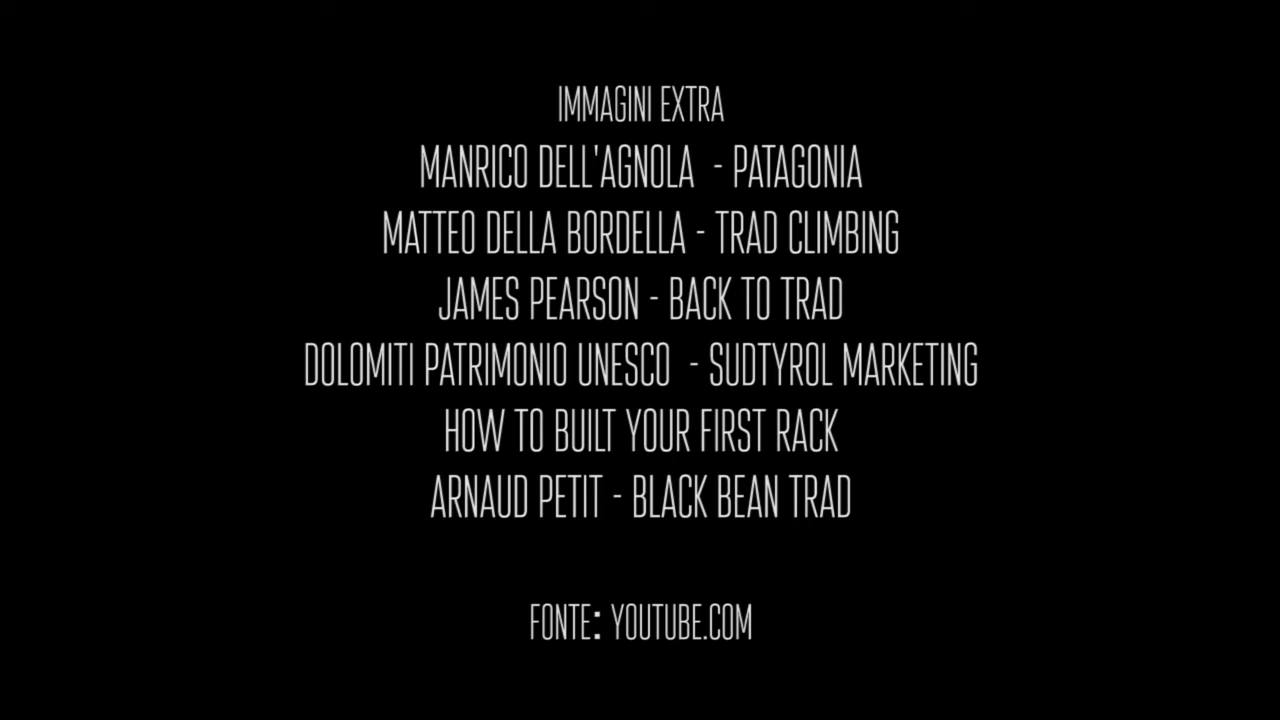 IMMAGINI EXTRA
MANRICO DELL'AGNOLA - PATAGONIA
MATTEO DELLA BORDELLA - TRAD CLIMBING
JAMES PEARSON - BACK TO TRAD
DOLOMITI PATRIMONIO UNESCO - SUDTYROL MARKETING
HOW TO BUILT YOUR FIRST RACK
ARNAUD PETIT - BLACK BEAN TRAD
FONTE: YOUTUBE.COM